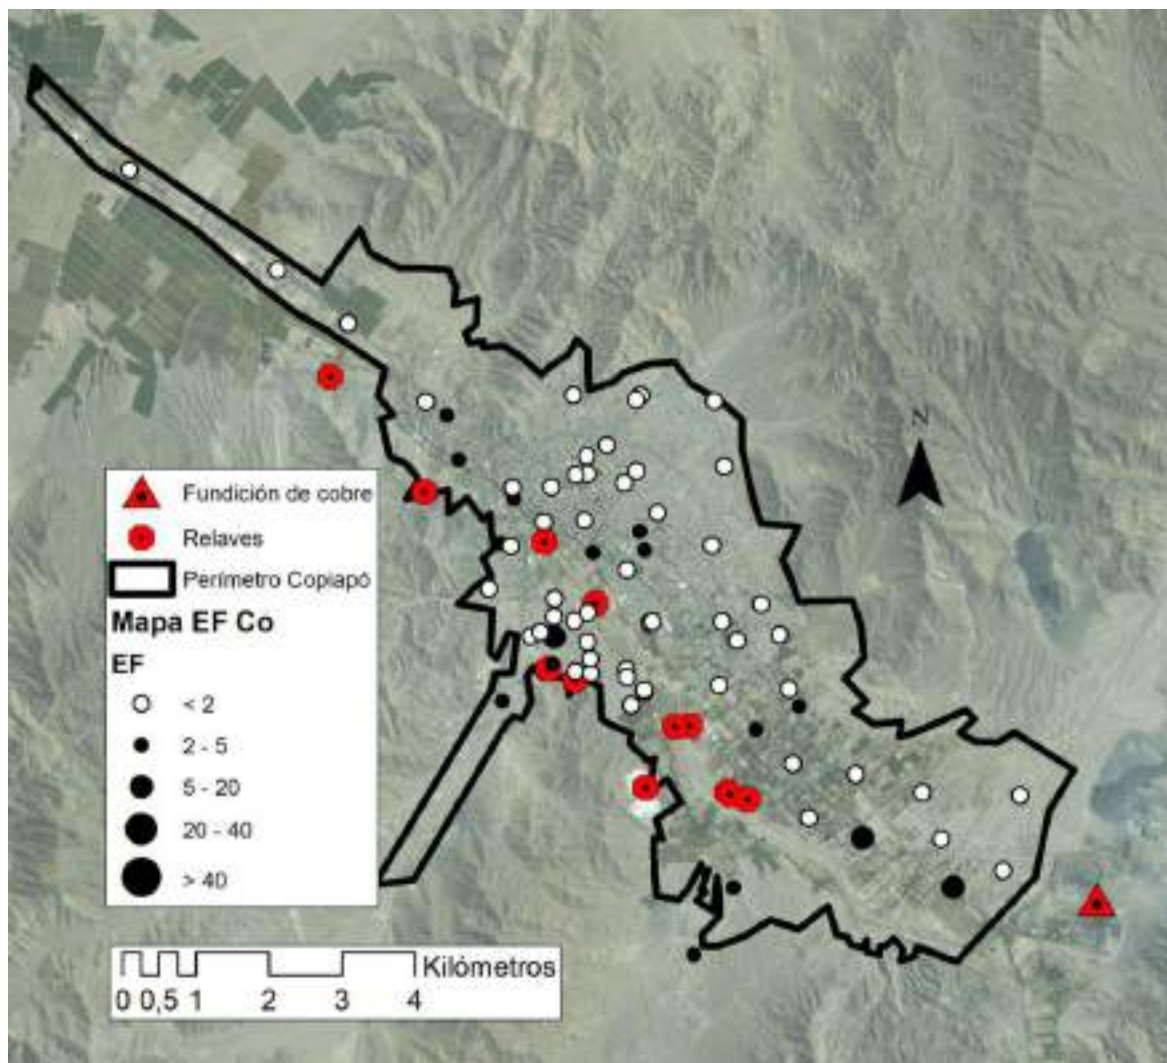 N
Fundición de cobre
Relaves
Perímetro Copiapó
Mapa EF Co
EF
< 2
2 - 5
5 - 20
20 - 40
> 40
Kilómetros
0 0,5 1 2 3 4